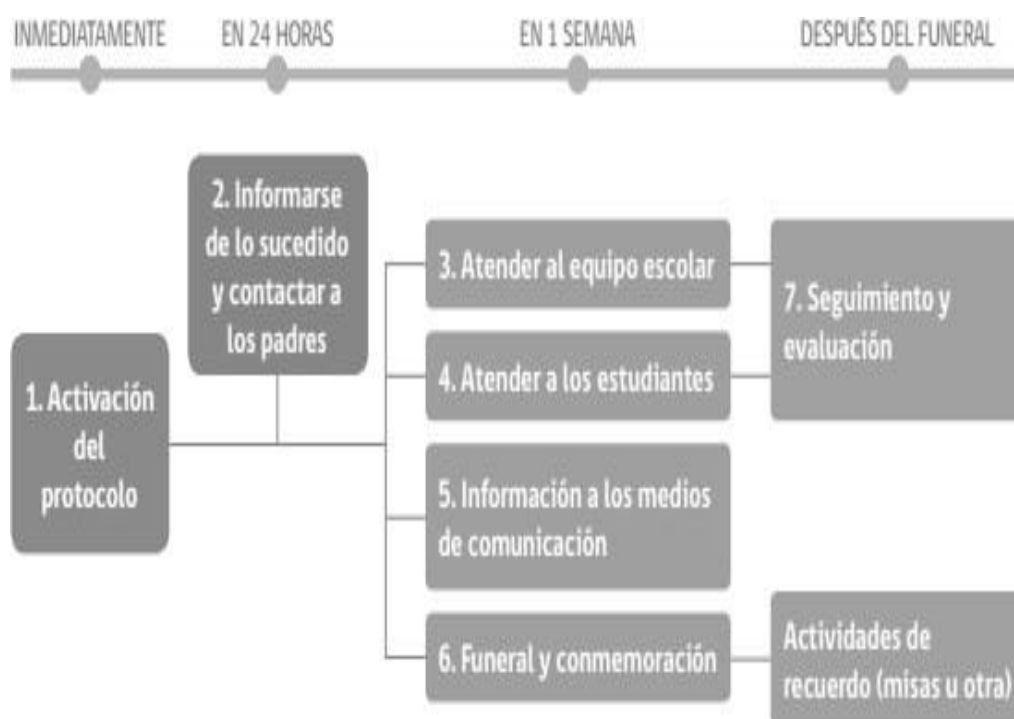 INMEDIATAMENTE
EN 24 HORAS
EN 1 SEMANA
DESPUÉS DEL FUNERAL
1. Activación
del
protocolo
2. Informarse
de lo sucedido
y contactar a
los padres
3. Atender al equipo escolar
4. Atender a los estudiantes
5. Información a los medios
de comunicación
6. Funeral y conmemoración
7. Seguimiento y
evaluación
Actividades de
recuerdo (misas u otra)